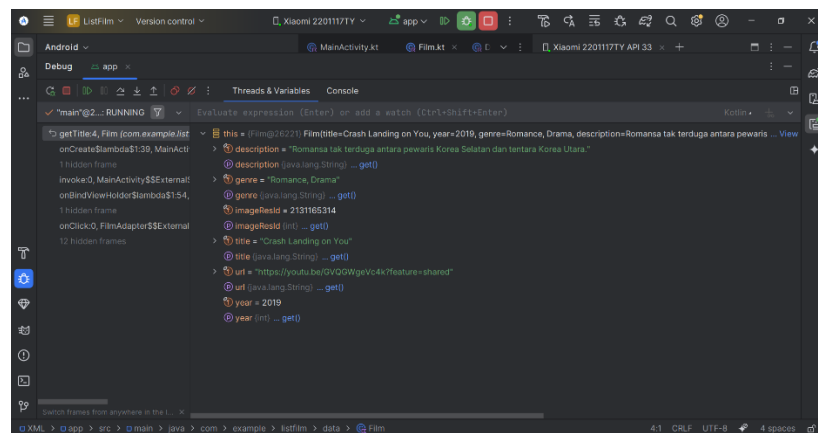 LF ListFilm Version control Xiaomi 2201117TY app
Android MainActivity.kt Film.kt Xiaomi 2201117TY API 33
Debug app
Threads & Variables Console
"main"@2...: RUNNING Evaluate expression (Enter) or add a watch (Ctrl+Shift+Enter) Kotlin
getTitle:4, Film (com.example.list this = {Film@26221} Film(title=Crash Landing on You, year=2019, genre=Romance, Drama, description=Romansa tak terduga antara pewaris ... View
onCreate$lambda$1:39, MainActi description = "Romansa tak terduga antara pewaris Korea Selatan dan tentara Korea Utara."
1 hidden frame description (java.lang.String) ... get()
invoke:0, MainActivity$$External genre = "Romance, Drama"
onBindViewHolder$lambda$1:54, genre (java.lang.String) ... get()
1 hidden frame imageResId = 2131165314
onClick:0, FilmAdapter$$External imageResId (int) ... get()
12 hidden frames title = "Crash Landing on You"
title (java.lang.String) ... get()
url = "https://youtu.be/GVQGWgeVc4k?feature=shared"
url (java.lang.String) ... get()
year = 2019
year (int) ... get()
Switch frames from anywhere in the I...
XML > app > src > main > java > com > example > listfilm > data > Film 4:1 CRLF UTF-8 4 spaces